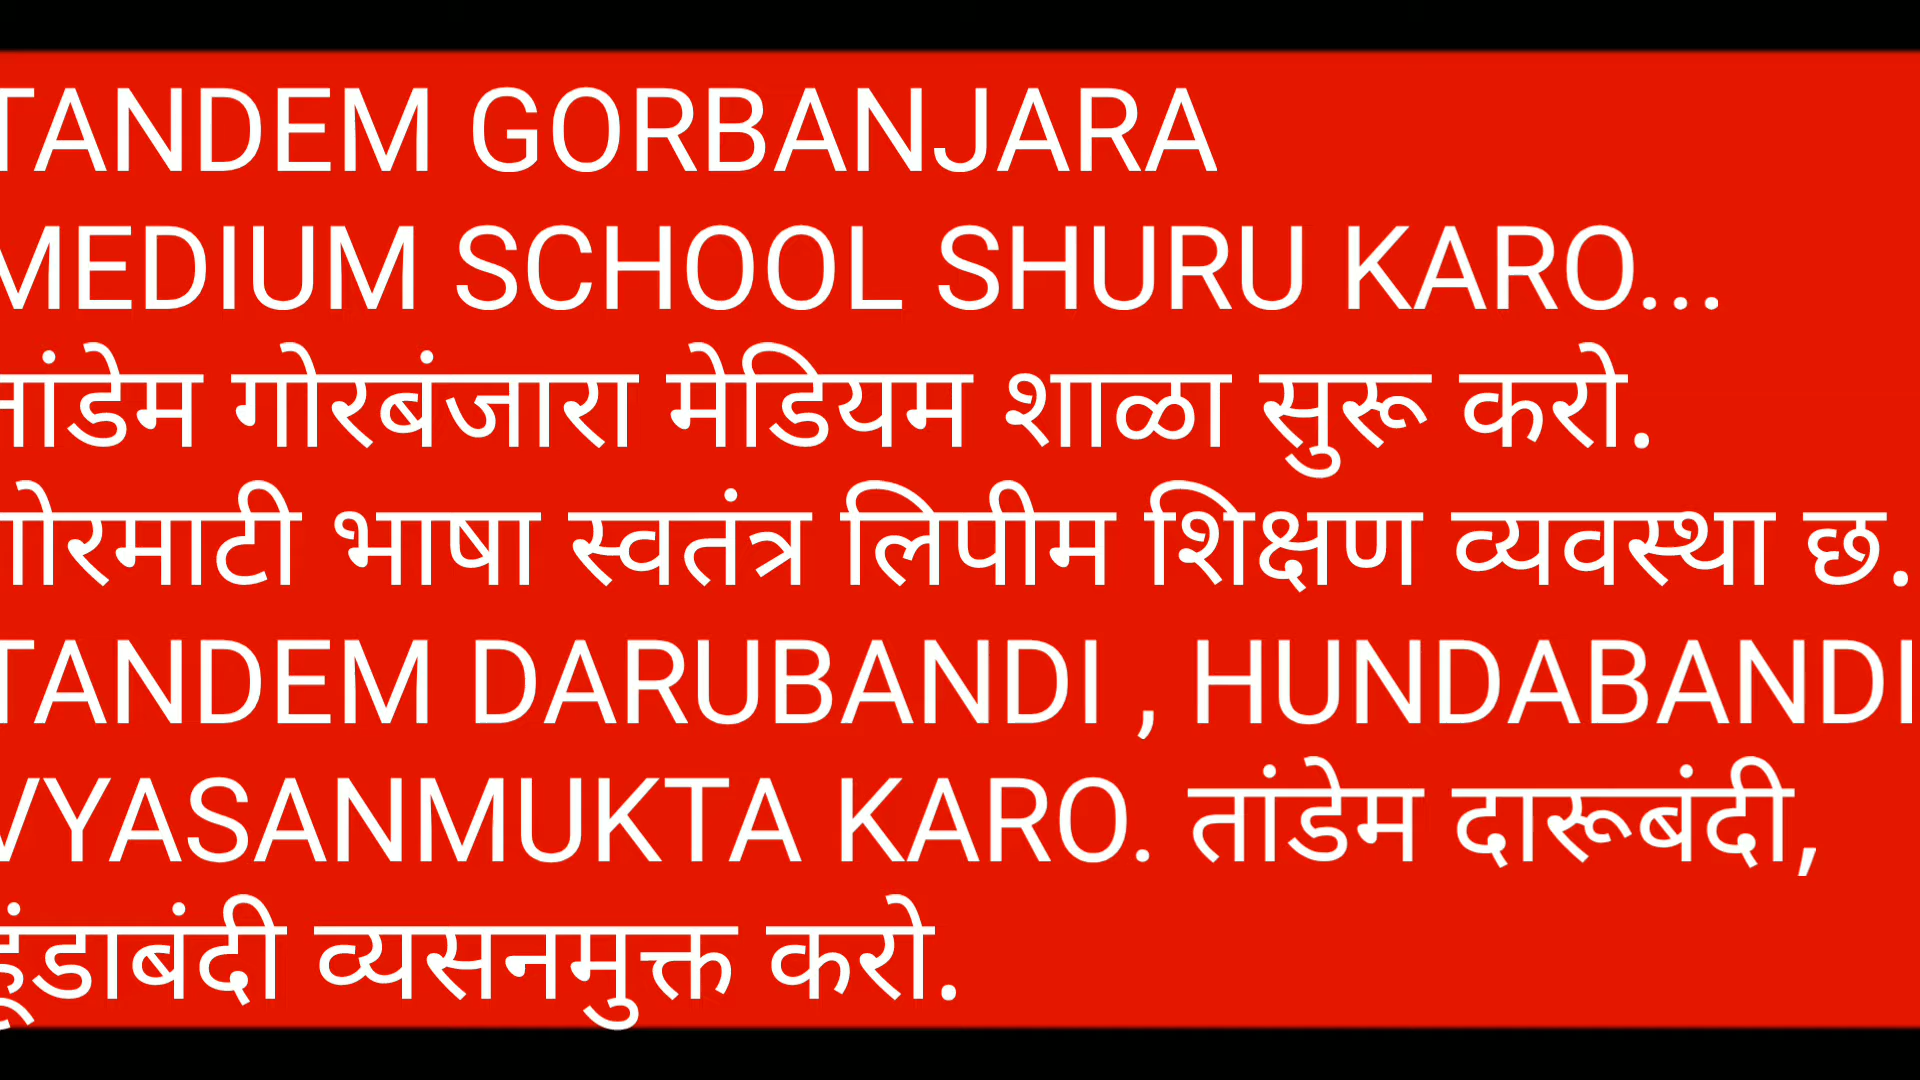 TANDEM GORBANJARA
MEDIUM SCHOOL SHURU KARO...
तांडेम गोरबंजारा मेडियम शाळा सुरू करो.
गोरमाटी भाषा स्वतंत्र लिपीम शिक्षण व्यवस्था छ.
TANDEM DARUBANDI , HUNDABANDI
VYASANMUKTA KARO. तांडेम दारूबंदी,
हूंडाबंदी व्यसनमुक्त करो.